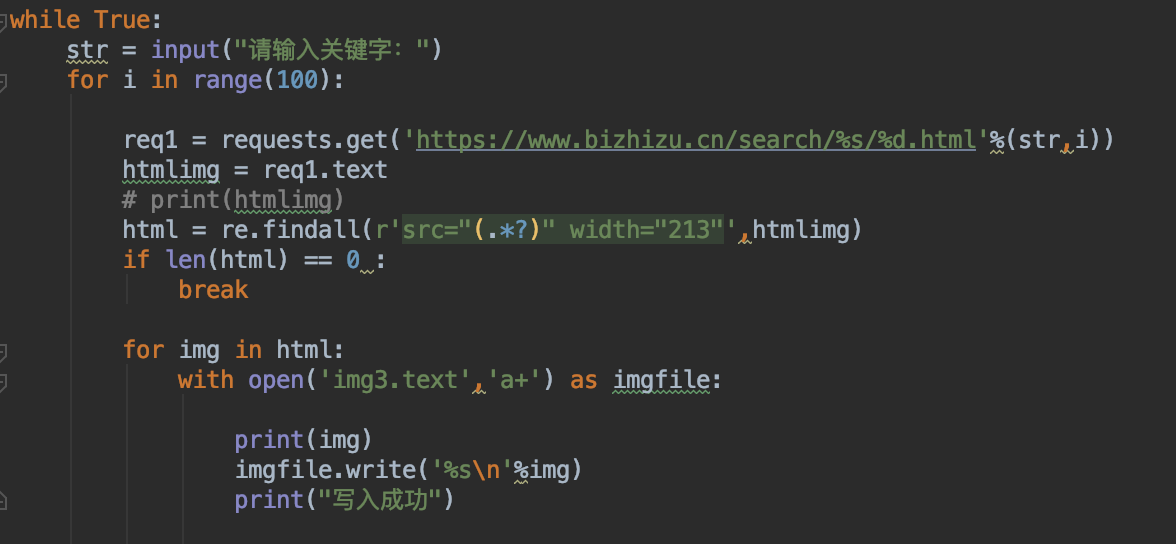 while True:
    str = input("请输入关键字：")
    for i in range(100):
        req1 = requests.get('https://www.bizhizu.cn/search/%s/%d.html'%(str,i))
        htmlimg = req1.text
        # print(htmlimg)
        html = re.findall(r'src="(.*?)" width="213"',htmlimg)
        if len(html) == 0 :
            break
        for img in html:
            with open('img3.text','a+') as imgfile:
                print(img)
                imgfile.write('%s\n'%img)
                print("写入成功")